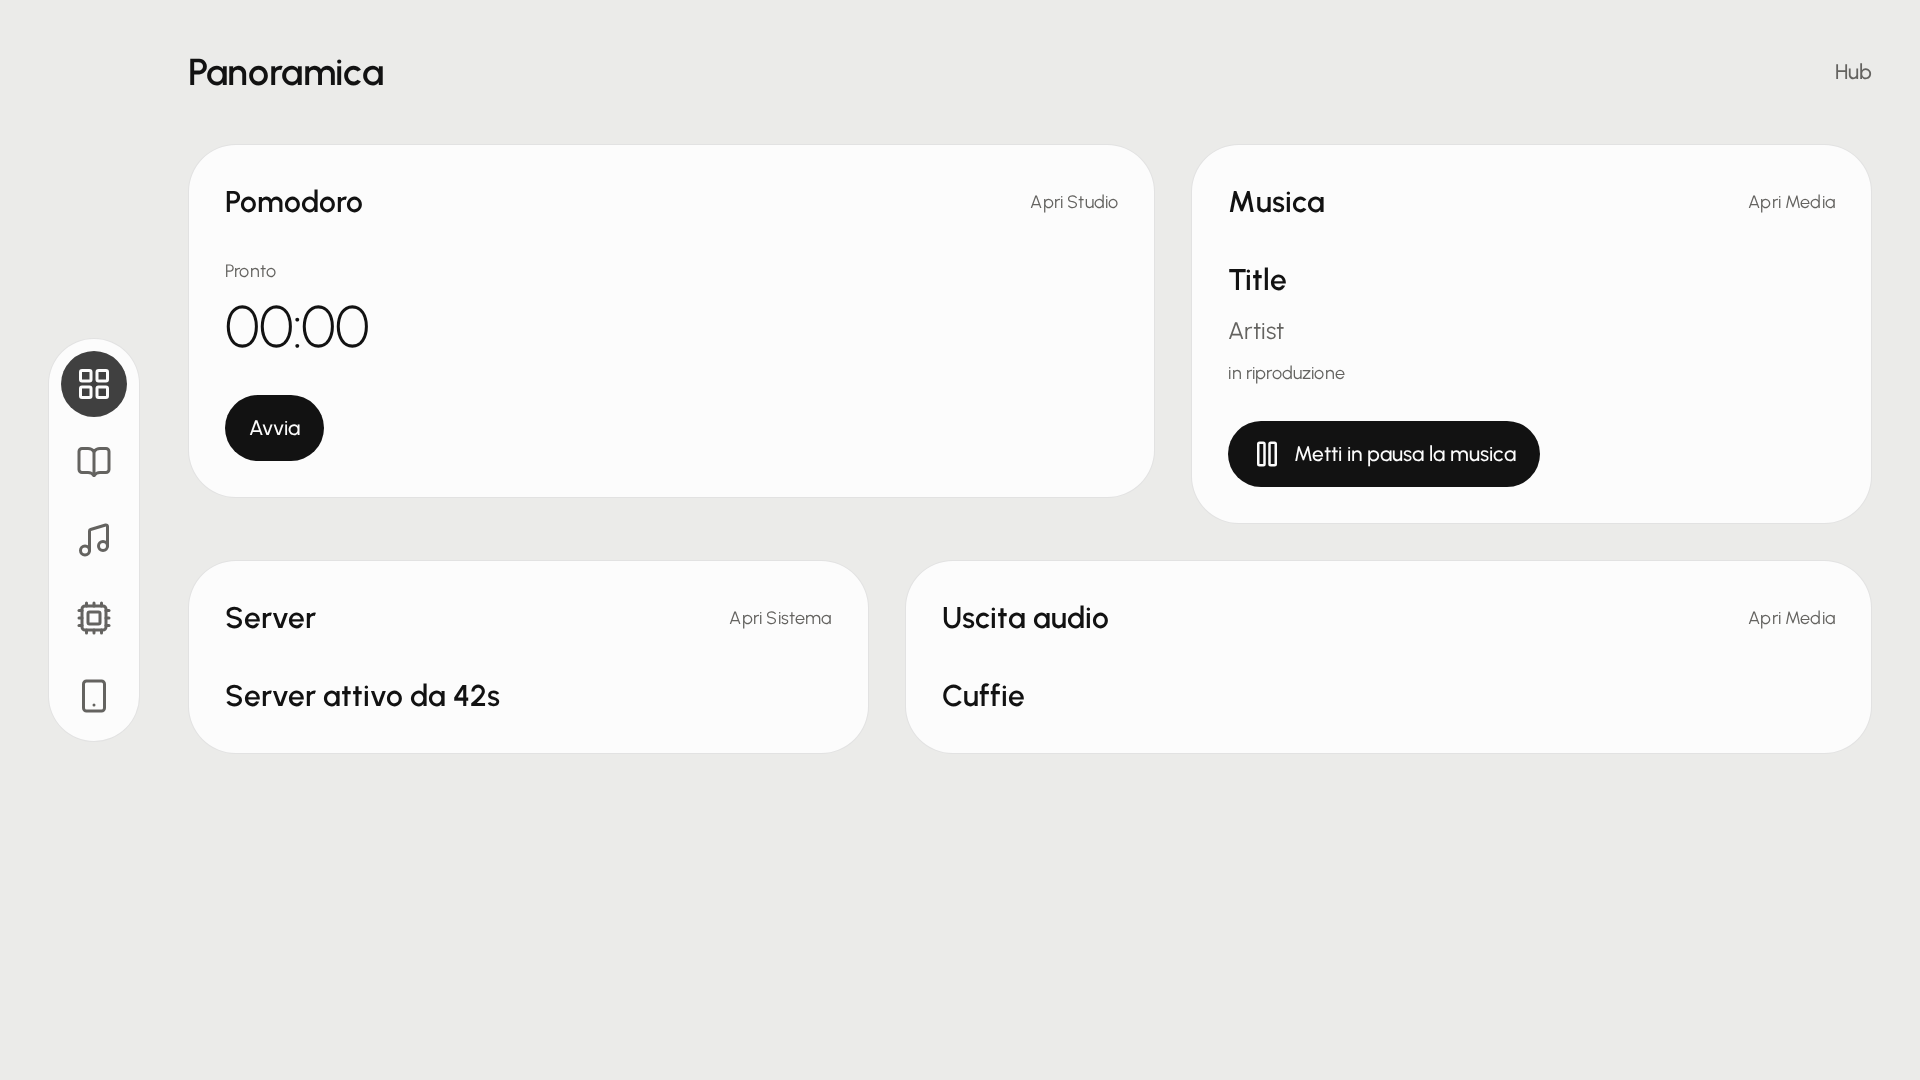 Panoramica
Hub
Pomodoro
Apri Studio
Pronto
00:00
Avvia
Musica
Apri Media
Title
Artist
in riproduzione
Metti in pausa la musica
Server
Apri Sistema
Server attivo da 42s
Uscita audio
Apri Media
Cuffie